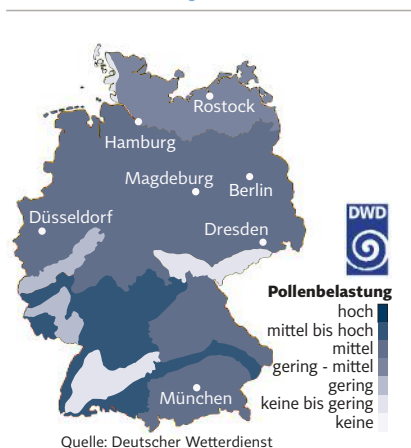 Rostock
Hamburg
Magdeburg
Berlin
Düsseldorf
Dresden
DWD
Pollenbelastung
hoch
mittel bis hoch
mittel
gering - mittel
gering
keine bis gering
keine
München
Quelle: Deutscher Wetterdienst